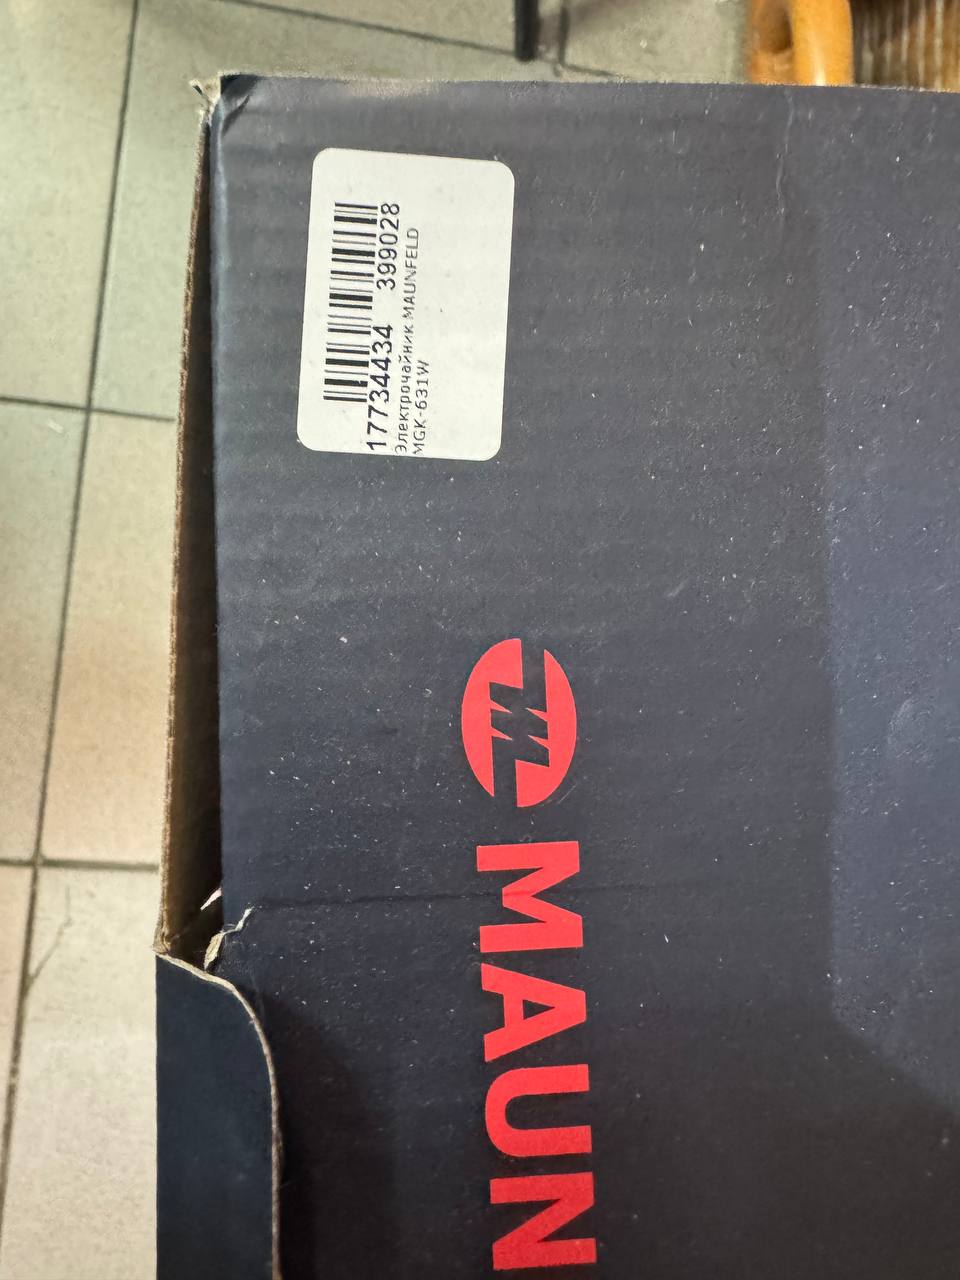 17734434 399028
Электрочайник MAUNFELD
MGK-631W
MAUN